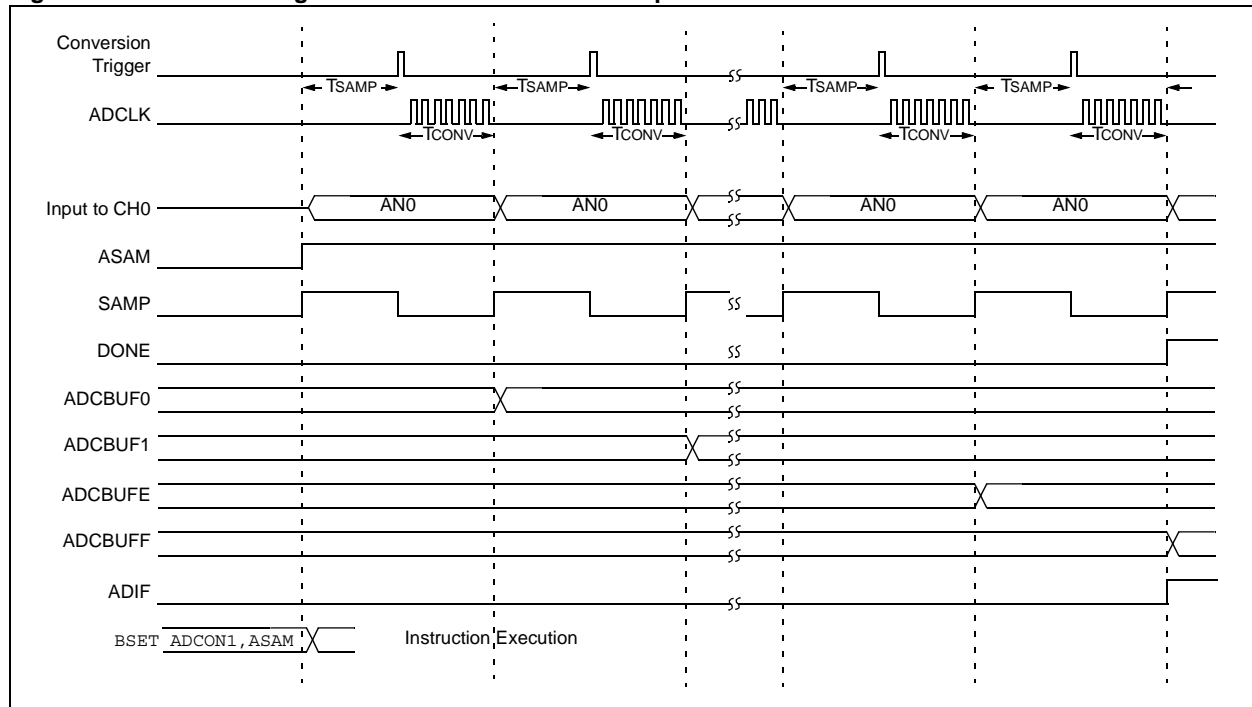 Conversion
Trigger
TSAMP TSAMP TSAMP TSAMP
ADCLK
TCONV TCONV TCONV TCONV
Input to CH0 AN0 AN0 AN0 AN0
ASAM
SAMP
DONE
ADCBUF0
ADCBUF1
ADCBUFE
ADCBUFF
ADIF
BSET ADCON1,ASAM Instruction Execution